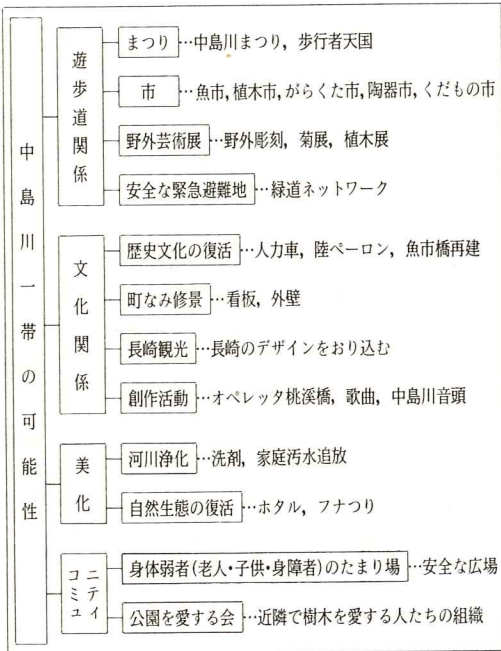 中島川一帯の可能性
遊歩道関係
まつり…中島川まつり，歩行者天国
市…魚市，植木市，がらくた市，陶器市，くだもの市
野外芸術展…野外彫刻，菊展，植木展
安全な緊急避難地…緑道ネットワーク
文化関係
歴史文化の復活…人力車，陸ペーロン，魚市橋再建
町なみ修景…看板，外壁
長崎観光…長崎のデザインをおり込む
創作活動…オペレッタ桃溪橋，歌曲，中島川音頭
美化
河川浄化…洗剤，家庭汚水追放
自然生態の復活…ホタル，フナつり
コミュニティイ
身体弱者(老人・子供・身障者)のたまり場…安全な広場
公園を愛する会…近隣で樹木を愛する人たちの組織